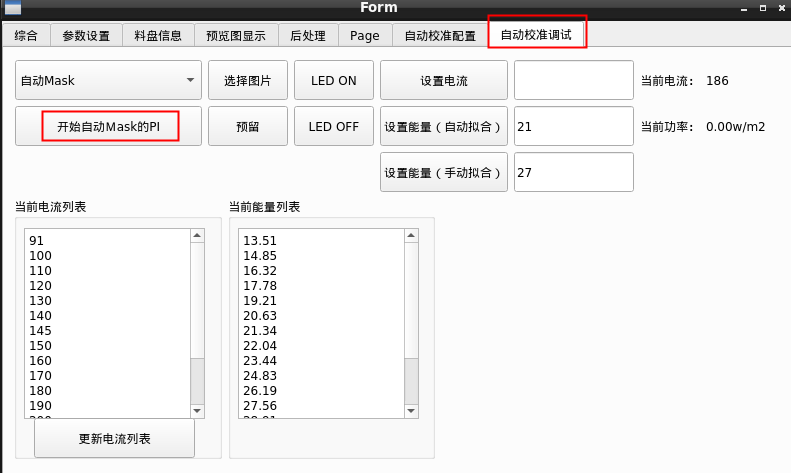 Form
综合 参数设置 料盘信息 预览图显示 后处理 Page 自动校准配置 自动校准调试
自动Mask 选择图片 LED ON 设置电流 当前电流: 186
开始自动Mask的PI 预留 LED OFF 设置能量（自动拟合） 21 当前功率: 0.00w/m2
设置能量（手动拟合） 27
当前电流列表 当前能量列表
91 13.51
100 14.85
110 16.32
120 17.78
130 19.21
140 20.63
145 21.34
150 22.04
160 23.44
170 24.83
180 26.19
190 27.56
更新电流列表